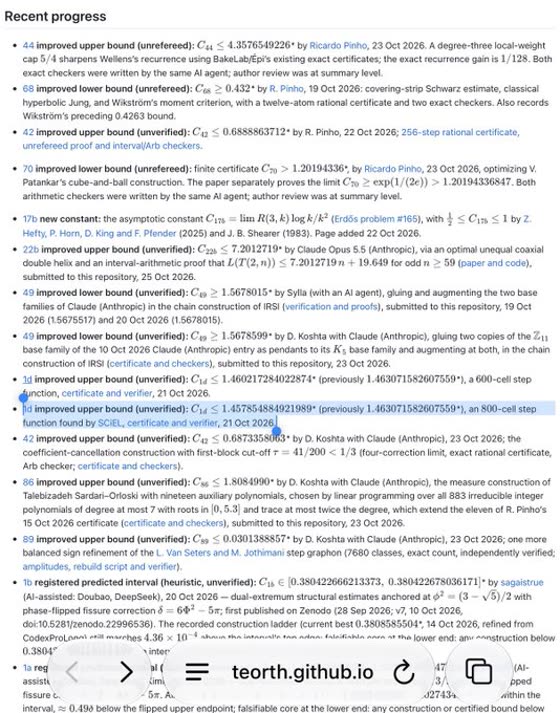 Recent progress
• 44 improved upper bound (unrefereed): C₄₄ ≤ 4.3576549226* by Ricardo Pinho, 23 Oct 2026. A degree-three local-weight
cap 5/4 sharpens Wellens's recurrence using BakeLab/Épi's existing exact certificates; the exact recurrence gain is 1/128. Both
exact checkers were written by the same AI agent; author review was at summary level.
• 68 improved lower bound (unrefereed): C₆₈ ≥ 0.432* by R. Pinho, 19 Oct 2026: covering-strip Schwarz estimate, classical
hyperbolic Jung, and Wikström's moment criterion, with a twelve-atom rational certificate and two exact checkers. Also records
Wikström's preceding 0.4263 bound.
• 42 improved upper bound (unverified): C₄₂ ≤ 0.6888863712* by R. Pinho, 22 Oct 2026; 256-step rational certificate,
unrefereed proof and interval/Arb checkers.
• 70 improved lower bound (unrefereed): finite certificate C₇₀ > 1.20194336*, by Ricardo Pinho, 23 Oct 2026, optimizing V.
Patankar's cube-and-ball construction. The paper separately proves the limit C₇₀ ≥ exp(1/(2e)) > 1.20194336847. Both
arithmetic checkers were written by the same AI agent; author review was at summary level.
• 17b new constant: the asymptotic constant C₁₇b = lim R(3, k) log k/k² (Erdős problem #165), with ½ ≤ C₁₇b ≤ 1 by Z.
Hefty, P. Horn, D. King and F. Pfender (2025) and J. B. Shearer (1983). Page added 22 Oct 2026.
• 22b improved upper bound (unverified): C₂₂b ≤ 7.2012719* by Claude Opus 5.5 (Anthropic), via an optimal unequal coaxial
double helix and an interval-arithmetic proof that L(T(2, n)) ≤ 7.2012719 n + 19.649 for odd n ≥ 59 (paper and code),
submitted to this repository, 25 Oct 2026.
• 49 improved lower bound (unverified): C₄₉ ≥ 1.5678015* by Sylla (with an AI agent), gluing and augmenting the two base
families of Claude (Anthropic) in the chain construction of IRSI (verification and proofs), submitted to this repository, 19 Oct
2026 (1.5675517) and 20 Oct 2026 (1.5678015).
• 49 improved lower bound (unverified): C₄₉ ≥ 1.5678599* by D. Koshta with Claude (Anthropic), gluing two copies of the ℤ₁₁
base family of the 10 Oct 2026 Claude (Anthropic) entry as pendants to its K₅ base family and augmenting at both, in the chain
construction of IRSI (certificate and checkers), submitted to this repository, 23 Oct 2026.
• 1d improved upper bound (unverified): C₁d ≤ 1.460217284022874* (previously 1.463071582607559*), a 600-cell step
function, certificate and verifier, 21 Oct 2026.
1d improved upper bound (unverified): C₁d ≤ 1.457854884921989* (previously 1.463071582607559*), an 800-cell step
function found by SCiEL, certificate and verifier, 21 Oct 2026.
• 42 improved upper bound (unverified): C₄₂ ≤ 0.6873358063* by D. Koshta with Claude (Anthropic), 23 Oct 2026; the
coefficient-cancellation construction with first-block cut-off τ = 41/200 < 1/3 (four-correction limit, exact rational certificate,
Arb checker; certificate and checkers).
• 86 improved upper bound (unverified): C₈₆ ≤ 1.8084990* by D. Koshta with Claude (Anthropic), the measure construction of
Talebizadeh Sardari–Orloski with nineteen auxiliary polynomials, chosen by linear programming over all 883 irreducible integer
polynomials of degree at most 7 with roots in [0, 5.3] and trace at most twice the degree, which extend the eleven of R. Pinho's
15 Oct 2026 certificate (certificate and checkers), submitted to this repository, 23 Oct 2026.
• 89 improved upper bound (unverified): C₈₉ ≤ 0.0301388857* by D. Koshta with Claude (Anthropic), 23 Oct 2026; one more
balanced sign refinement of the L. Van Seters and M. Jothimani step graphon (7680 classes, exact count, independently verified;
amplitudes, rebuild script and verifier).
• 1b registered predicted interval (heuristic, unverified): C₁b ∈ [0.380422666213373, 0.380422678036171]* by sagaistrue
(AI-assisted: Doubao, DeepSeek), 20 Oct 2026 — dual-extremum structural estimates anchored at ϕ² = (3 − √5)/2 with
phase-flipped fissure correction δ = 6Φ² − 5π; first published on Zenodo (28 Sep 2026; v7, 10 Oct 2026,
doi:10.5281/zenodo.22996536). The recorded construction (current best 0.3808585504*, 14 Oct 2026, refined from
CodexProLong) still marches 4.36 × 10⁻⁴ above the interval's top edge; falsifiable core at the lower end: any construction below
0.3804
• 1a reg
assiste
fissure c
within the
interval, ≈ 0.49δ below the flipped upper endpoint; falsifiable core at the lower end: any construction or certified bound below
teorth.github.io